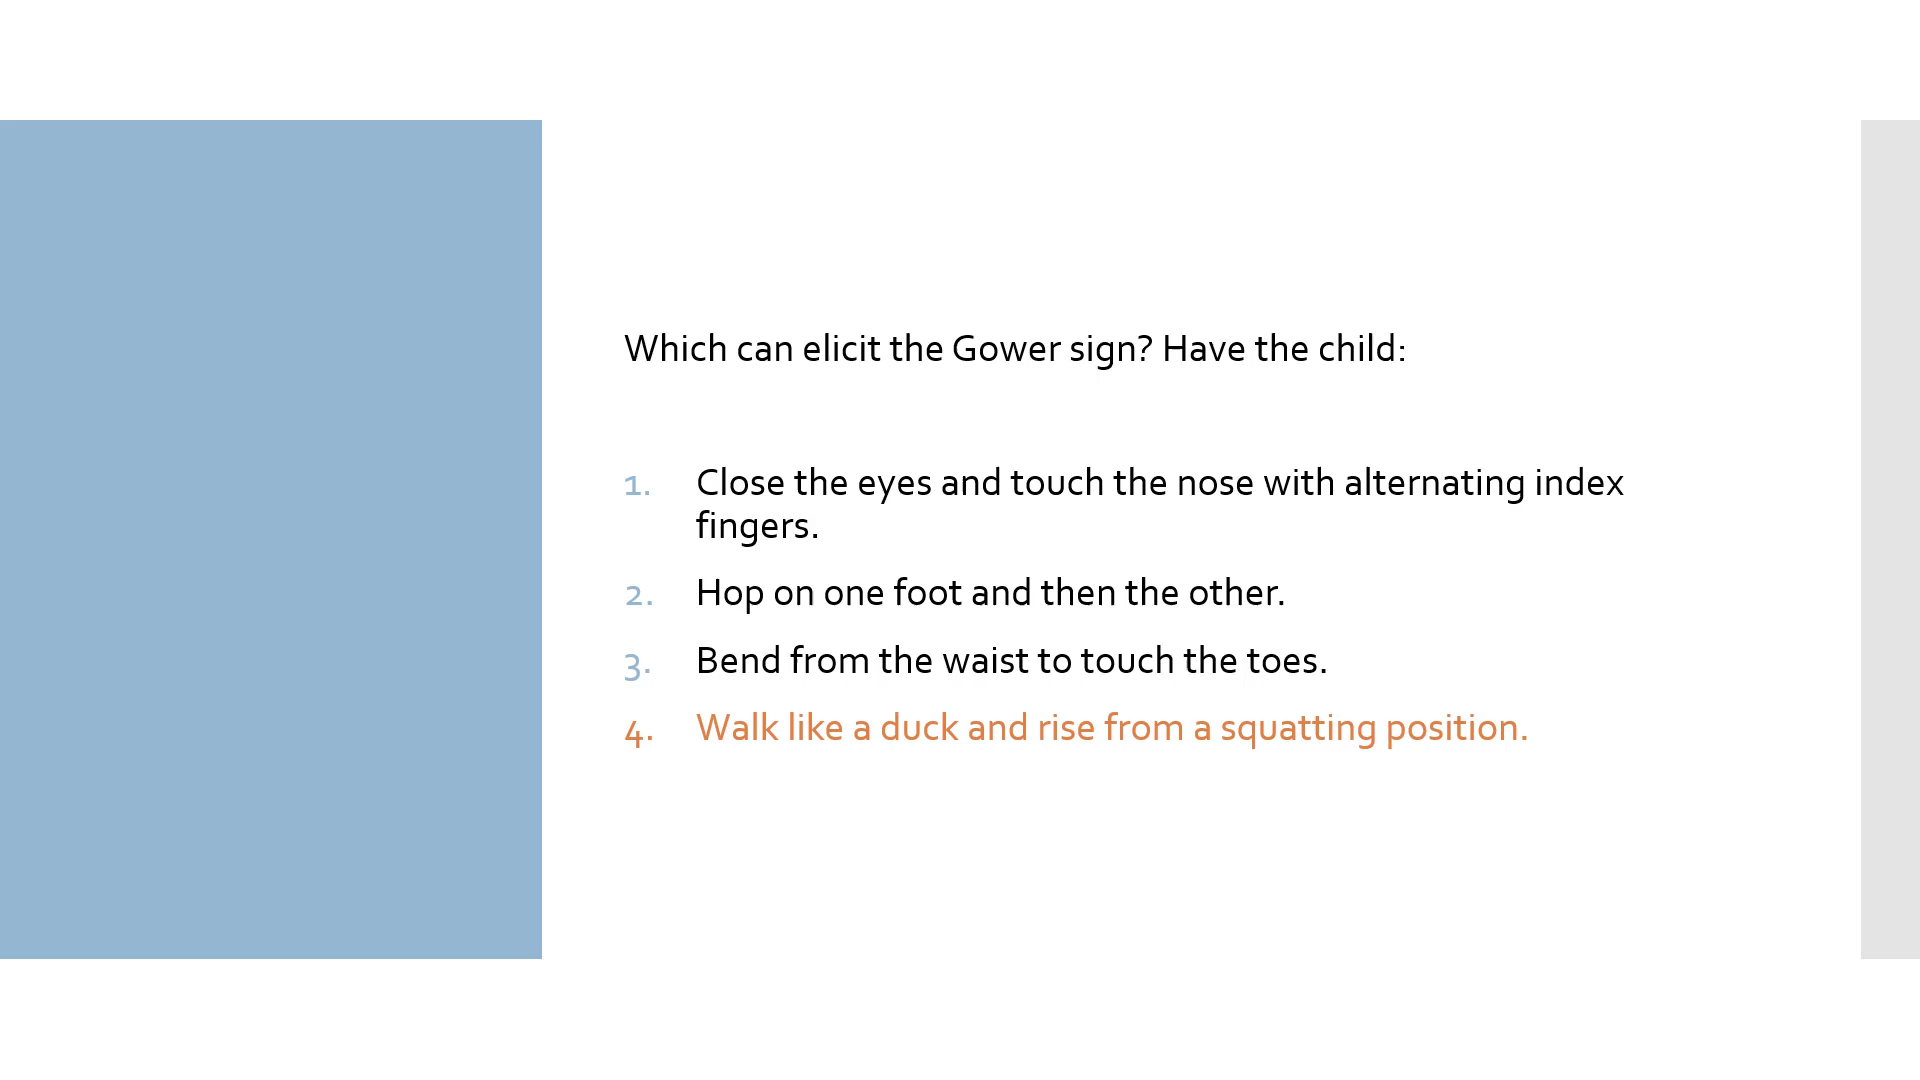 Which can elicit the Gower sign? Have the child:
1. Close the eyes and touch the nose with alternating index
fingers.
2. Hop on one foot and then the other.
3. Bend from the waist to touch the toes.
4. Walk like a duck and rise from a squatting position.